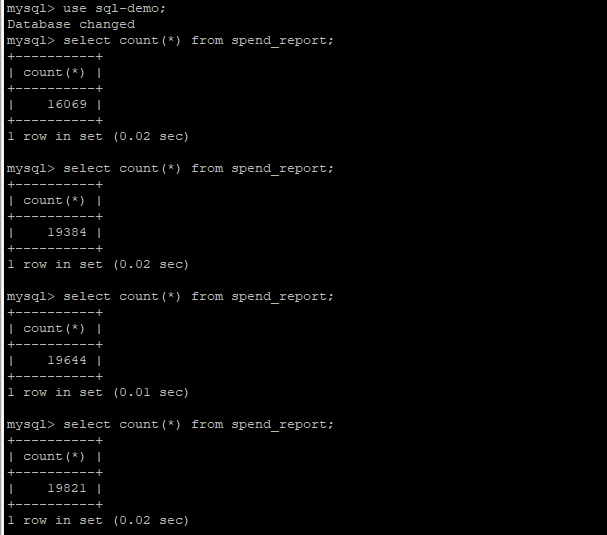 mysql> use sql-demo;
Database changed
mysql> select count(*) from spend_report;
+----------+
| count(*) |
+----------+
|    16069 |
+----------+
1 row in set (0.02 sec)

mysql> select count(*) from spend_report;
+----------+
| count(*) |
+----------+
|    19384 |
+----------+
1 row in set (0.02 sec)

mysql> select count(*) from spend_report;
+----------+
| count(*) |
+----------+
|    19644 |
+----------+
1 row in set (0.01 sec)

mysql> select count(*) from spend_report;
+----------+
| count(*) |
+----------+
|    19821 |
+----------+
1 row in set (0.02 sec)